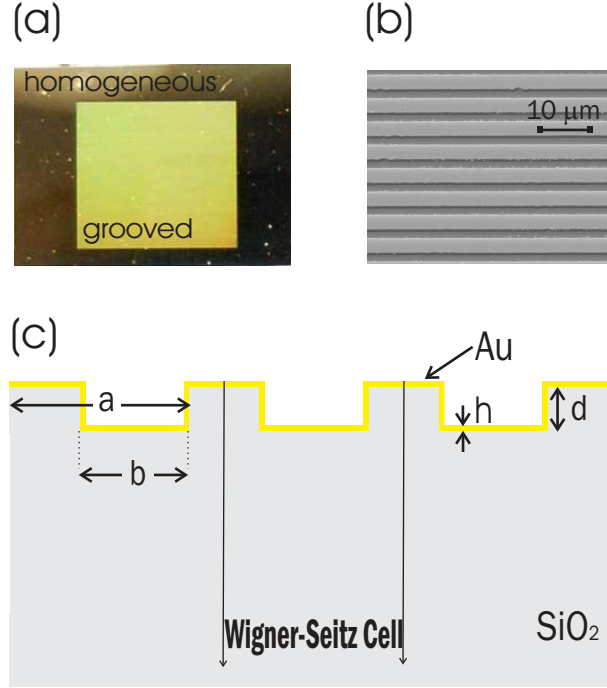 (a)
homogeneous
grooved
(b)
10 μm
(c)
Au
a
h
d
b
Wigner-Seitz Cell
SiO₂